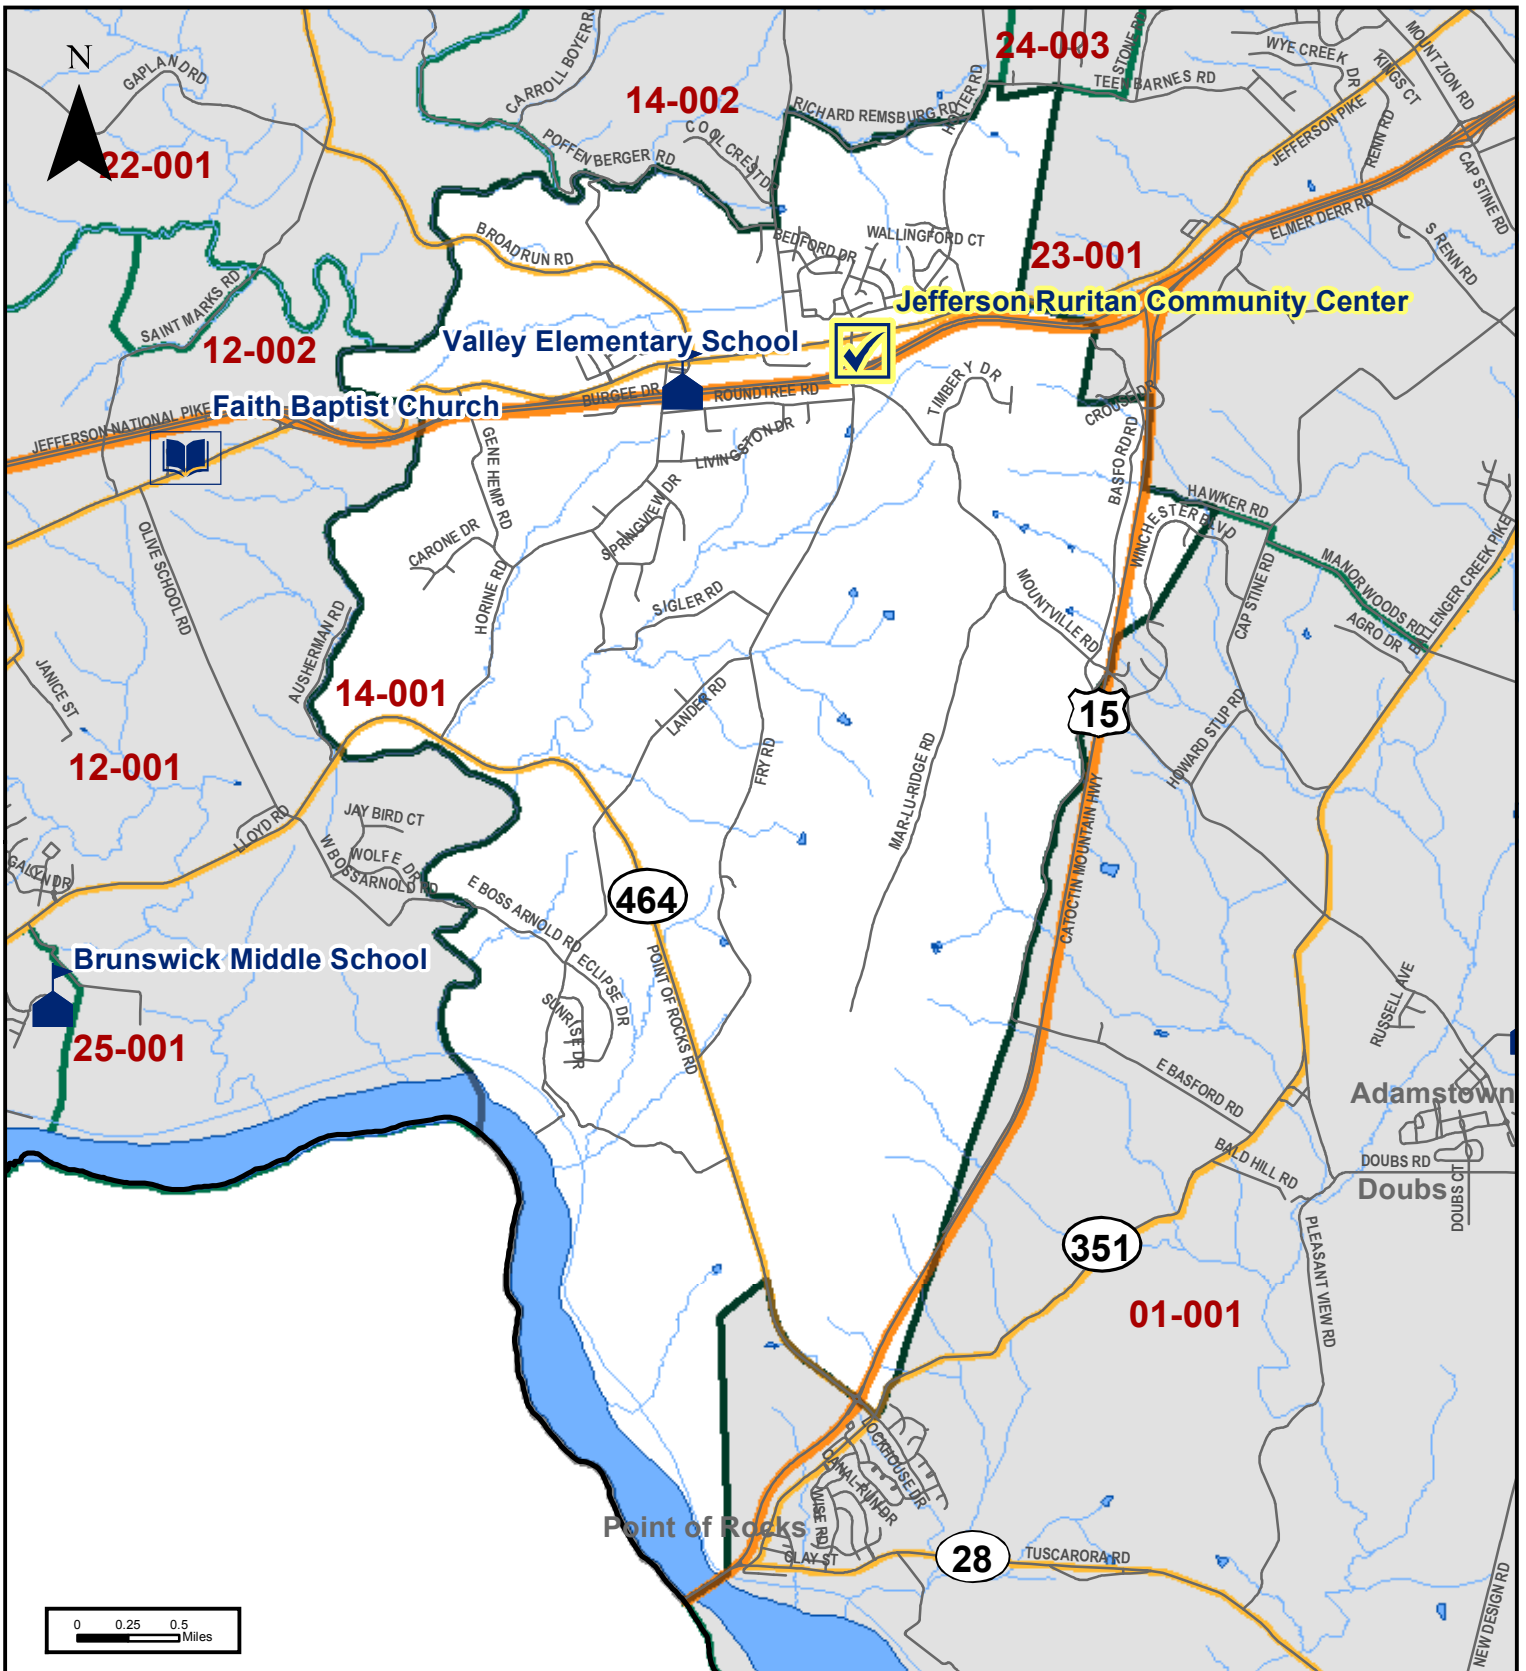 N
GAPLAND RD
CARROLL BOYER R
24-003
STONE RD
WYE CREEK DR
KINGS CT
MOUNT ZION RD
14-002
RICHARD REMSBURG RD
HOLTER RD
TEEN BARNES RD
JEFFERSON PIKE
RENN RD
CAP STINE RD
22-001
POFFENBERGER RD
COOLCREST DR
ELMER DERR RD
S RENN RD
BROADRUN RD
BEDFORD DR
WALLINGFORD CT
23-001
SAINT MARKS RD
12-002
Jefferson Ruritan Community Center
Valley Elementary School
BURGEE DR
ROUNDTREE RD
TIMBERY DR
CROUSE DR
Faith Baptist Church
JEFFERSON NATIONAL PIKE
GENE HEMP RD
LIVINGSTON DR
BASFORD RD
HAWKER RD
WINCHESTER BLVD
OLIVE SCHOOL RD
CARONE DR
SPRINGVIEW DR
MANOR WOODS RD
BALLENGER CREEK PIKE
AGRO DR
CAP STINE RD
HORINE RD
SIGLER RD
MOUNTVILLE RD
AUSHERMAN RD
JANICE ST
14-001
LANDER RD
15
HOWARD STUP RD
12-001
FRY RD
MAR-LU-RIDGE RD
CATOCTIN MOUNTAIN HWY
LLOYD RD
JAY BIRD CT
WOLFE DR
W BOSSARNOLD RD
GALYN DR
E BOSS ARNOLD RD
464
Brunswick Middle School
ECLIPSE DR
SUNRISE DR
POINT OF ROCKS RD
RUSSELL AVE
25-001
E BASFORD RD
Adamstown
BALD HILL RD
DOUBS RD
Doubs
DOUBS CT
351
PLEASANT VIEW RD
01-001
LOCKHOUSE DR
CANAL RUN DR
WISE RD
Point of Rocks
CLAY ST
28
TUSCARORA RD
NEW DESIGN RD
0 0.25 0.5
Miles